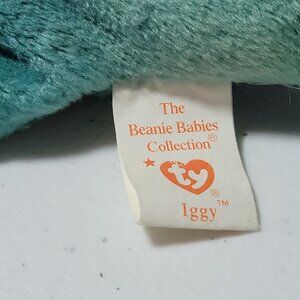 The
Beanie Babies
Collection®
ty®
Iggy™